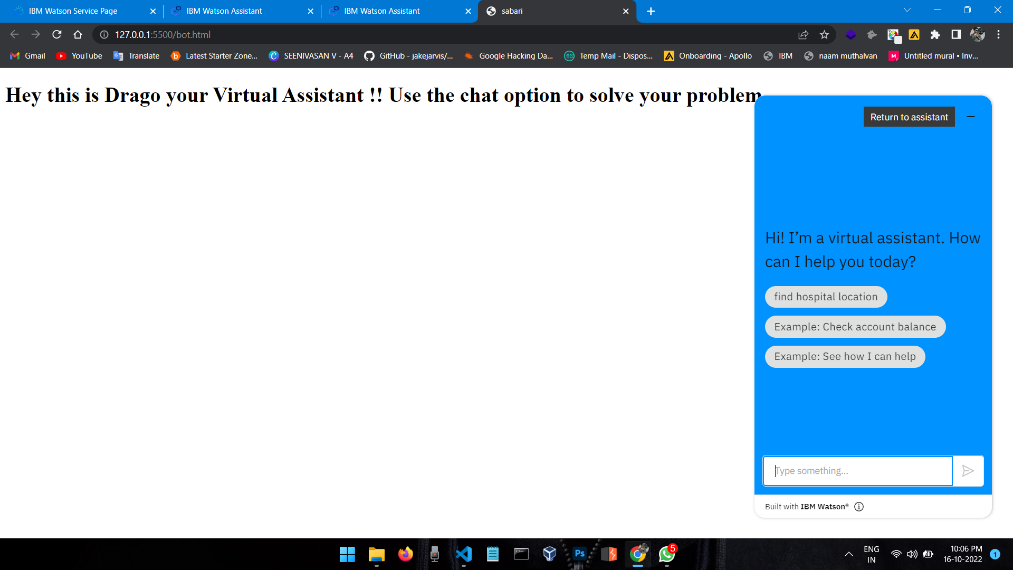 IBM Watson Service Page
IBM Watson Assistant
IBM Watson Assistant
sabari
127.0.0.1:5500/bot.html
Gmail
YouTube
Translate
Latest Starter Zone...
SEENIVASAN V - A4
GitHub - jakejarvis/...
Google Hacking Da...
Temp Mail - Dispos...
Onboarding - Apollo
IBM
naam muthalvan
Untitled mural • Inv...
Hey this is Drago your Virtual Assistant !! Use the chat option to solve your problem
Return to assistant
Hi! I'm a virtual assistant. How
can I help you today?
find hospital location
Example: Check account balance
Example: See how I can help
Type something...
Built with IBM Watson®
Ps
5
ENG
IN
10:06 PM
16-10-2022
1